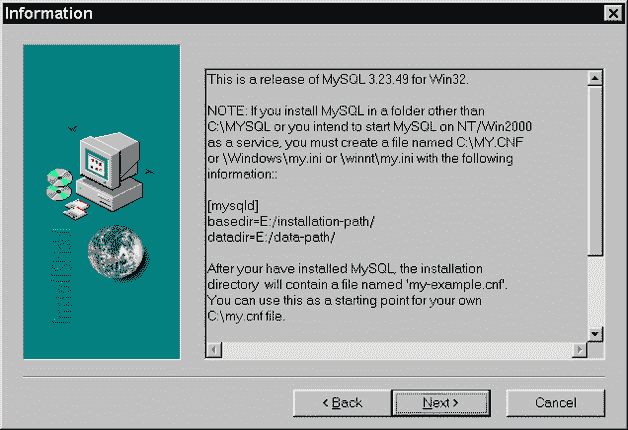 Information
This is a release of MySQL 3.23.49 for Win32.
NOTE: If you install MySQL in a folder other than
C:\MYSQL or you intend to start MySQL on NT/Win2000
as a service, you must create a file named C:\MY.CNF
or \Windows\my.ini or \winnt\my.ini with the following
information::
[mysqld]
basedir=E:/installation-path/
datadir=E:/data-path/
After your have installed MySQL, the installation
directory will contain a file named 'my-example.cnf'.
You can use this as a starting point for your own
C:\my.cnf file.
InstallShield
< Back
Next >
Cancel